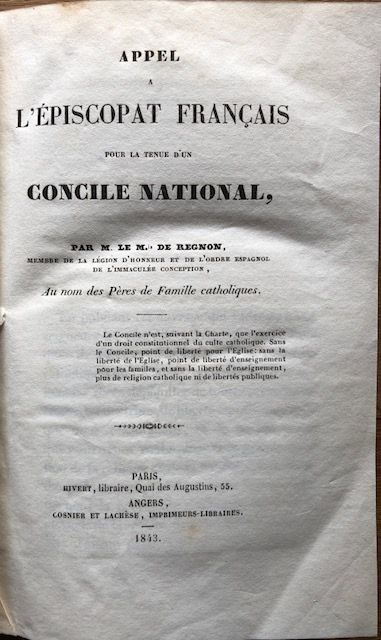 APPEL
A
L'ÉPISCOPAT FRANÇAIS
POUR LA TENUE D'UN
CONCILE NATIONAL,
PAR M. LE M.is DE REGNON,
MEMBRE DE LA LÉGION D'HONNEUR ET DE L'ORDRE ESPAGNOL
DE L'IMMACULÉE CONCEPTION,
Au nom des Pères de Famille catholiques.
Le Concile n'est, suivant la Charte, que l'exercice
d'un droit constitutionnel du culte catholique. Sans
le Concile, point de liberté pour l'Église: sans la
liberté de l'Église, point de liberté d'enseignement
pour les familles, et sans la liberté d'enseignement,
plus de religion catholique ni de libertés publiques.
PARIS,
HIVERT, libraire, Quai des Augustins, 55.
ANGERS,
COSNIER ET LACHÈSE, IMPRIMEURS-LIBRAIRES.
1843.